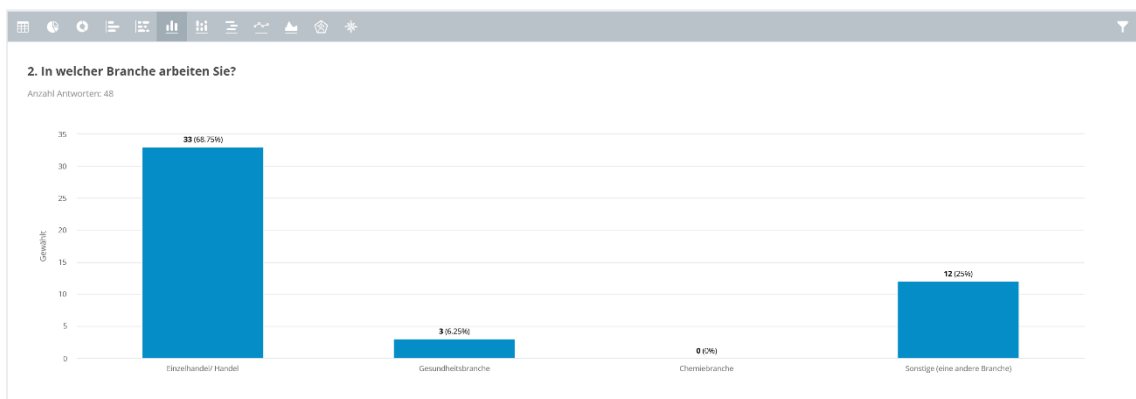 2. In welcher Branche arbeiten Sie?
Anzahl Antworten: 48
35
30
25
20
15
10
5
0
Gewählt
33 (68.75%)
3 (6.25%)
0 (0%)
12 (25%)
Einzelhandel/ Handel
Gesundheitsbranche
Chemiebranche
Sonstige (eine andere Branche)